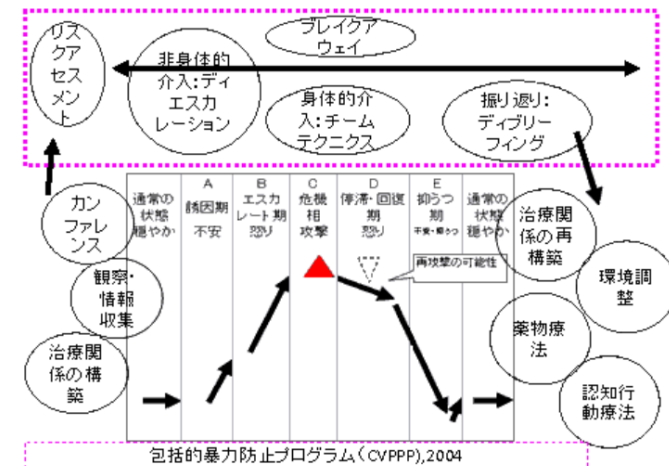 リス
クア
セス
メン
ト
非身体的
介入:ディ
エスカ
レーション
ブレイクア
ウェイ
身体的介
入:チーム
テクニクス
振り返り:
ディブリー
フィング
カン
ファレ
ンス
観察・
情報
収集
治療関
係の構
築
通常の
状態
穏やか
A
誘因期
不安
B
エスカ
レート期
怒り
C
危機
相
攻撃
D
停滞・回復
期
怒り
E
抑うつ
期
通常の
状態
穏やか
再攻撃の可能性
治療関
係の再
構築
環境調
整
薬物療
法
認知行
動療法
包括的暴力防止プログラム(CVPPP),2004